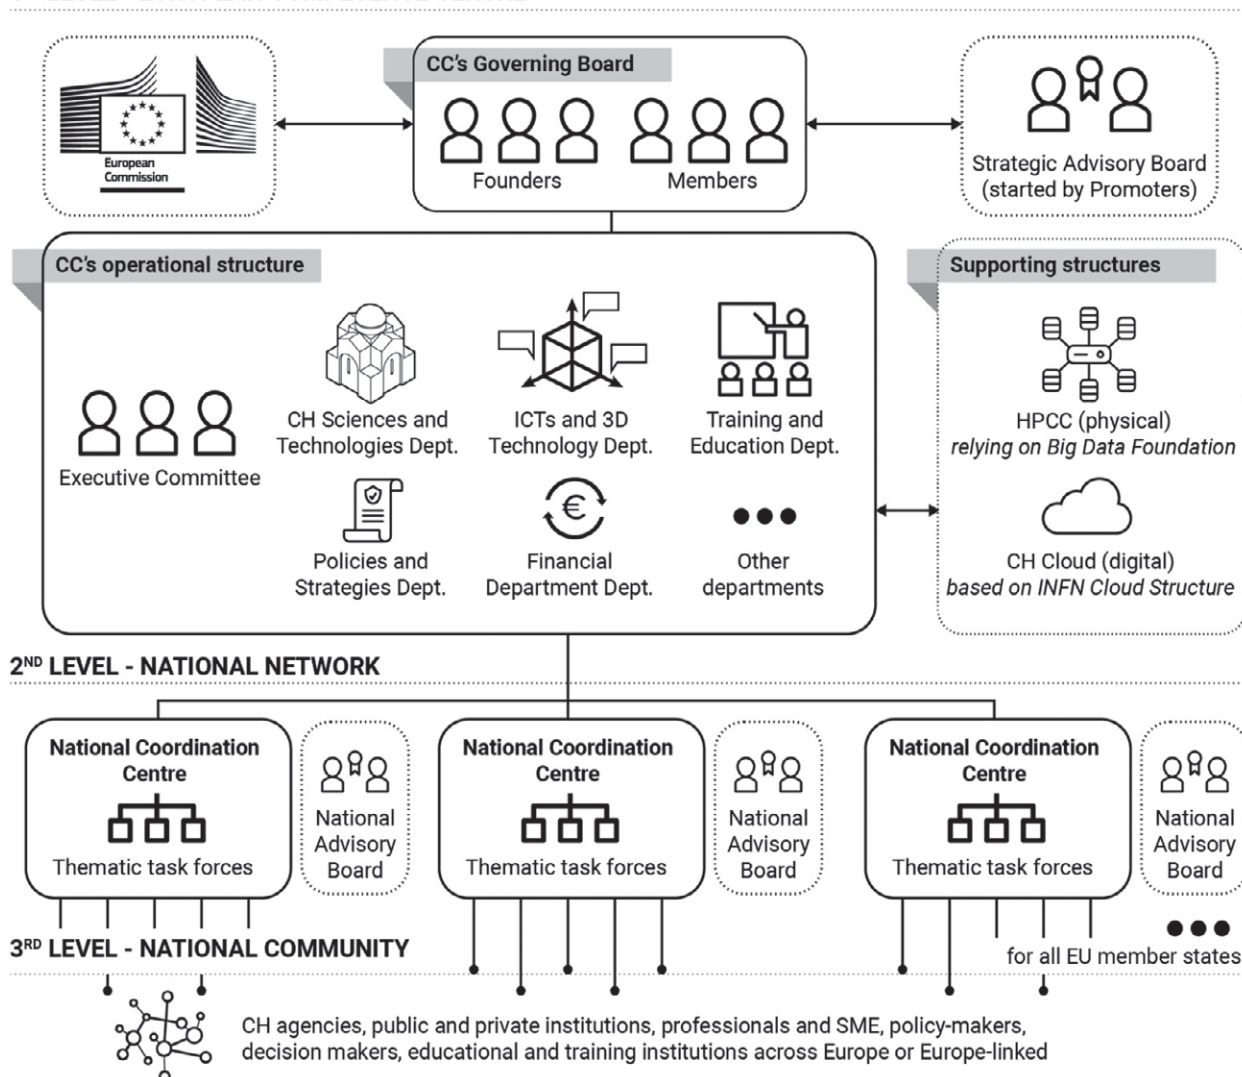 CC's Governing Board
European
Commission
Founders
Members
Strategic Advisory Board
(started by Promoters)
CC's operational structure
Supporting structures
Executive Committee
CH Sciences and
Technologies Dept.
ICTs and 3D
Technology Dept.
Training and
Education Dept.
Policies and
Strategies Dept.
Financial
Department Dept.
Other
departments
HPCC (physical)
relying on Big Data Foundation
CH Cloud (digital)
based on INFN Cloud Structure
2ND LEVEL - NATIONAL NETWORK
National Coordination
Centre
Thematic task forces
National
Advisory
Board
National Coordination
Centre
Thematic task forces
National
Advisory
Board
National Coordination
Centre
Thematic task forces
National
Advisory
Board
3RD LEVEL - NATIONAL COMMUNITY
for all EU member states
CH agencies, public and private institutions, professionals and SME, policy-makers,
decision makers, educational and training institutions across Europe or Europe-linked